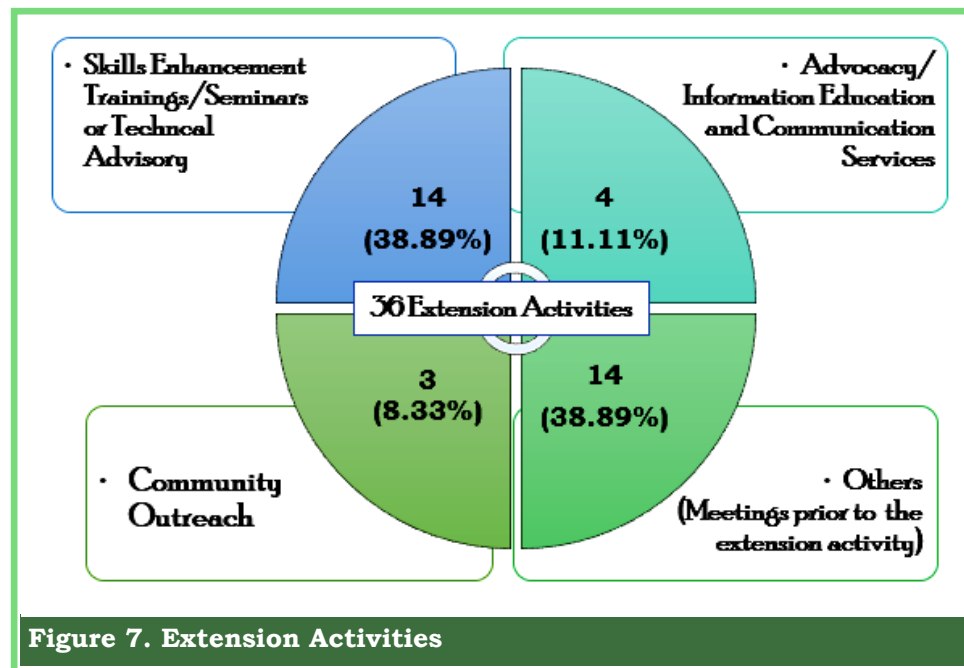 · Skills Enhancement
Trainings/Seminars
or Techncal
Advisory
· Advocacy/
Information Education
and Communication
Services
14
(38.89%)
4
(11.11%)
36 Extension Activities
3
(8.33%)
14
(38.89%)
· Community
Outreach
· Others
(Meetings prior to the
extension activity)
Figure 7. Extension Activities